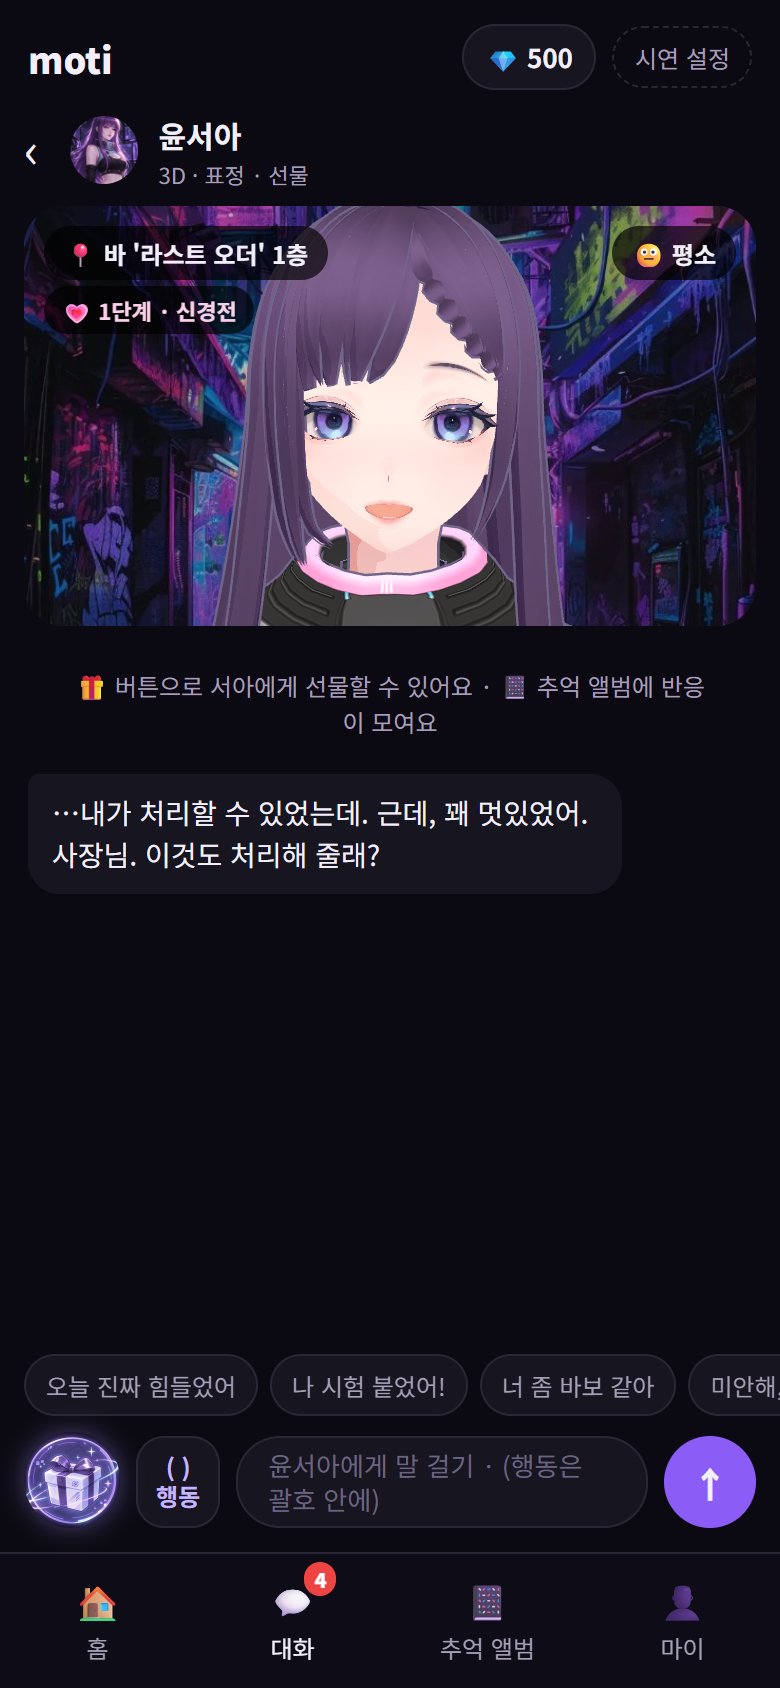 moti
500
시연 설정
윤서아
3D · 표정 · 선물
바 '라스트 오더' 1층
평소
1단계 · 신경전
버튼으로 서아에게 선물할 수 있어요 · 추억 앨범에 반응
이 모여요
…내가 처리할 수 있었는데. 근데, 꽤 멋있었어.
사장님. 이것도 처리해 줄래?
오늘 진짜 힘들었어
나 시험 붙었어!
너 좀 바보 같아
미안해,
( )
행동
윤서아에게 말 걸기 · (행동은
괄호 안에)
4
홈
대화
추억 앨범
마이